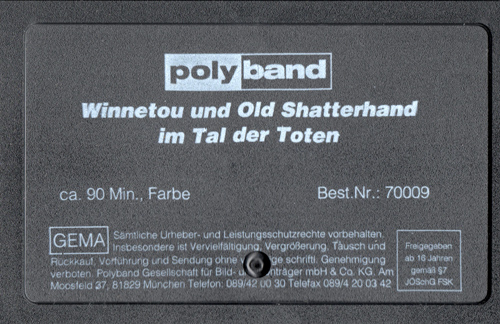 polyband
Winnetou und Old Shatterhand
im Tal der Toten
ca. 90 Min., Farbe
Best.Nr.: 70009
GEMA
Sämtliche Urheber- und Leistungsschutzrechte vorbehalten.
Insbesondere ist Vervielfältigung, Vergrößerung, Tausch und
Rückkauf, Vorführung und Sendung ohne schriftl. Genehmigung
verboten. Polyband Gesellschaft für Bild- mbH & Co. KG. Am
Moosfeld 37, 81829 München Telefon: 089/42 00 30 Telefax 089/4 20 03 42
Freigegeben
ab 16 Jahren
gemäß §7
JÖSchG FSK